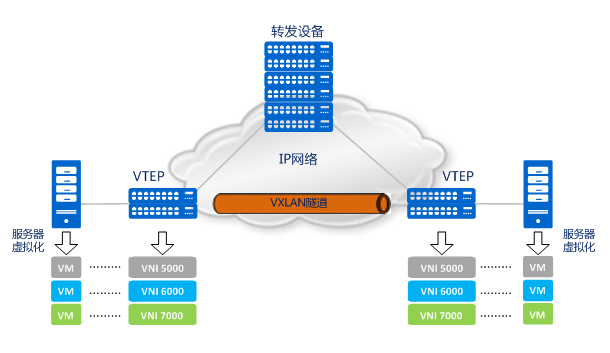 转发设备
IP网络
VTEP
VTEP
VXLAN隧道
服务器
虚拟化
服务器
虚拟化
VM ......... VNI 5000
VNI 5000 ......... VM
VM ......... VNI 6000
VNI 6000 ......... VM
VM ......... VNI 7000
VNI 7000 ......... VM